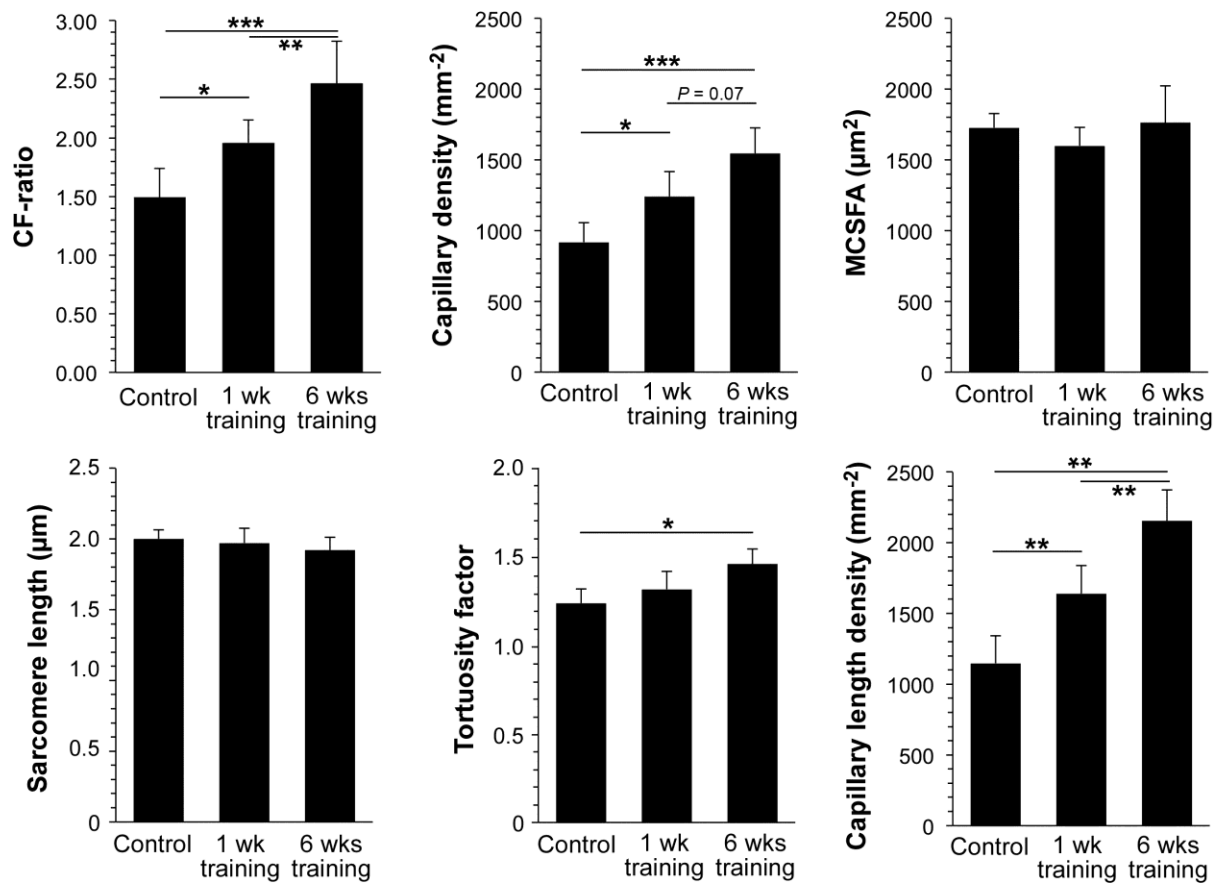 CF-ratio
3.00
2.50
2.00
1.50
1.00
0.50
0.00
***
**
*
Control
1 wk
training
6 wks
training
Capillary density (mm-2)
2500
2000
1500
1000
500
0
***
P = 0.07
*
Control
1 wk
training
6 wks
training
MCSFA (µm2)
2500
2000
1500
1000
500
0
Control
1 wk
training
6 wks
training
Sarcomere length (µm)
2.5
2.0
1.5
1.0
0.5
0
Control
1 wk
training
6 wks
training
Tortuosity factor
2.0
1.5
1.0
0.5
0
*
Control
1 wk
training
6 wks
training
Capillary length density (mm-2)
2500
2000
1500
1000
500
0
**
**
**
Control
1 wk
training
6 wks
training